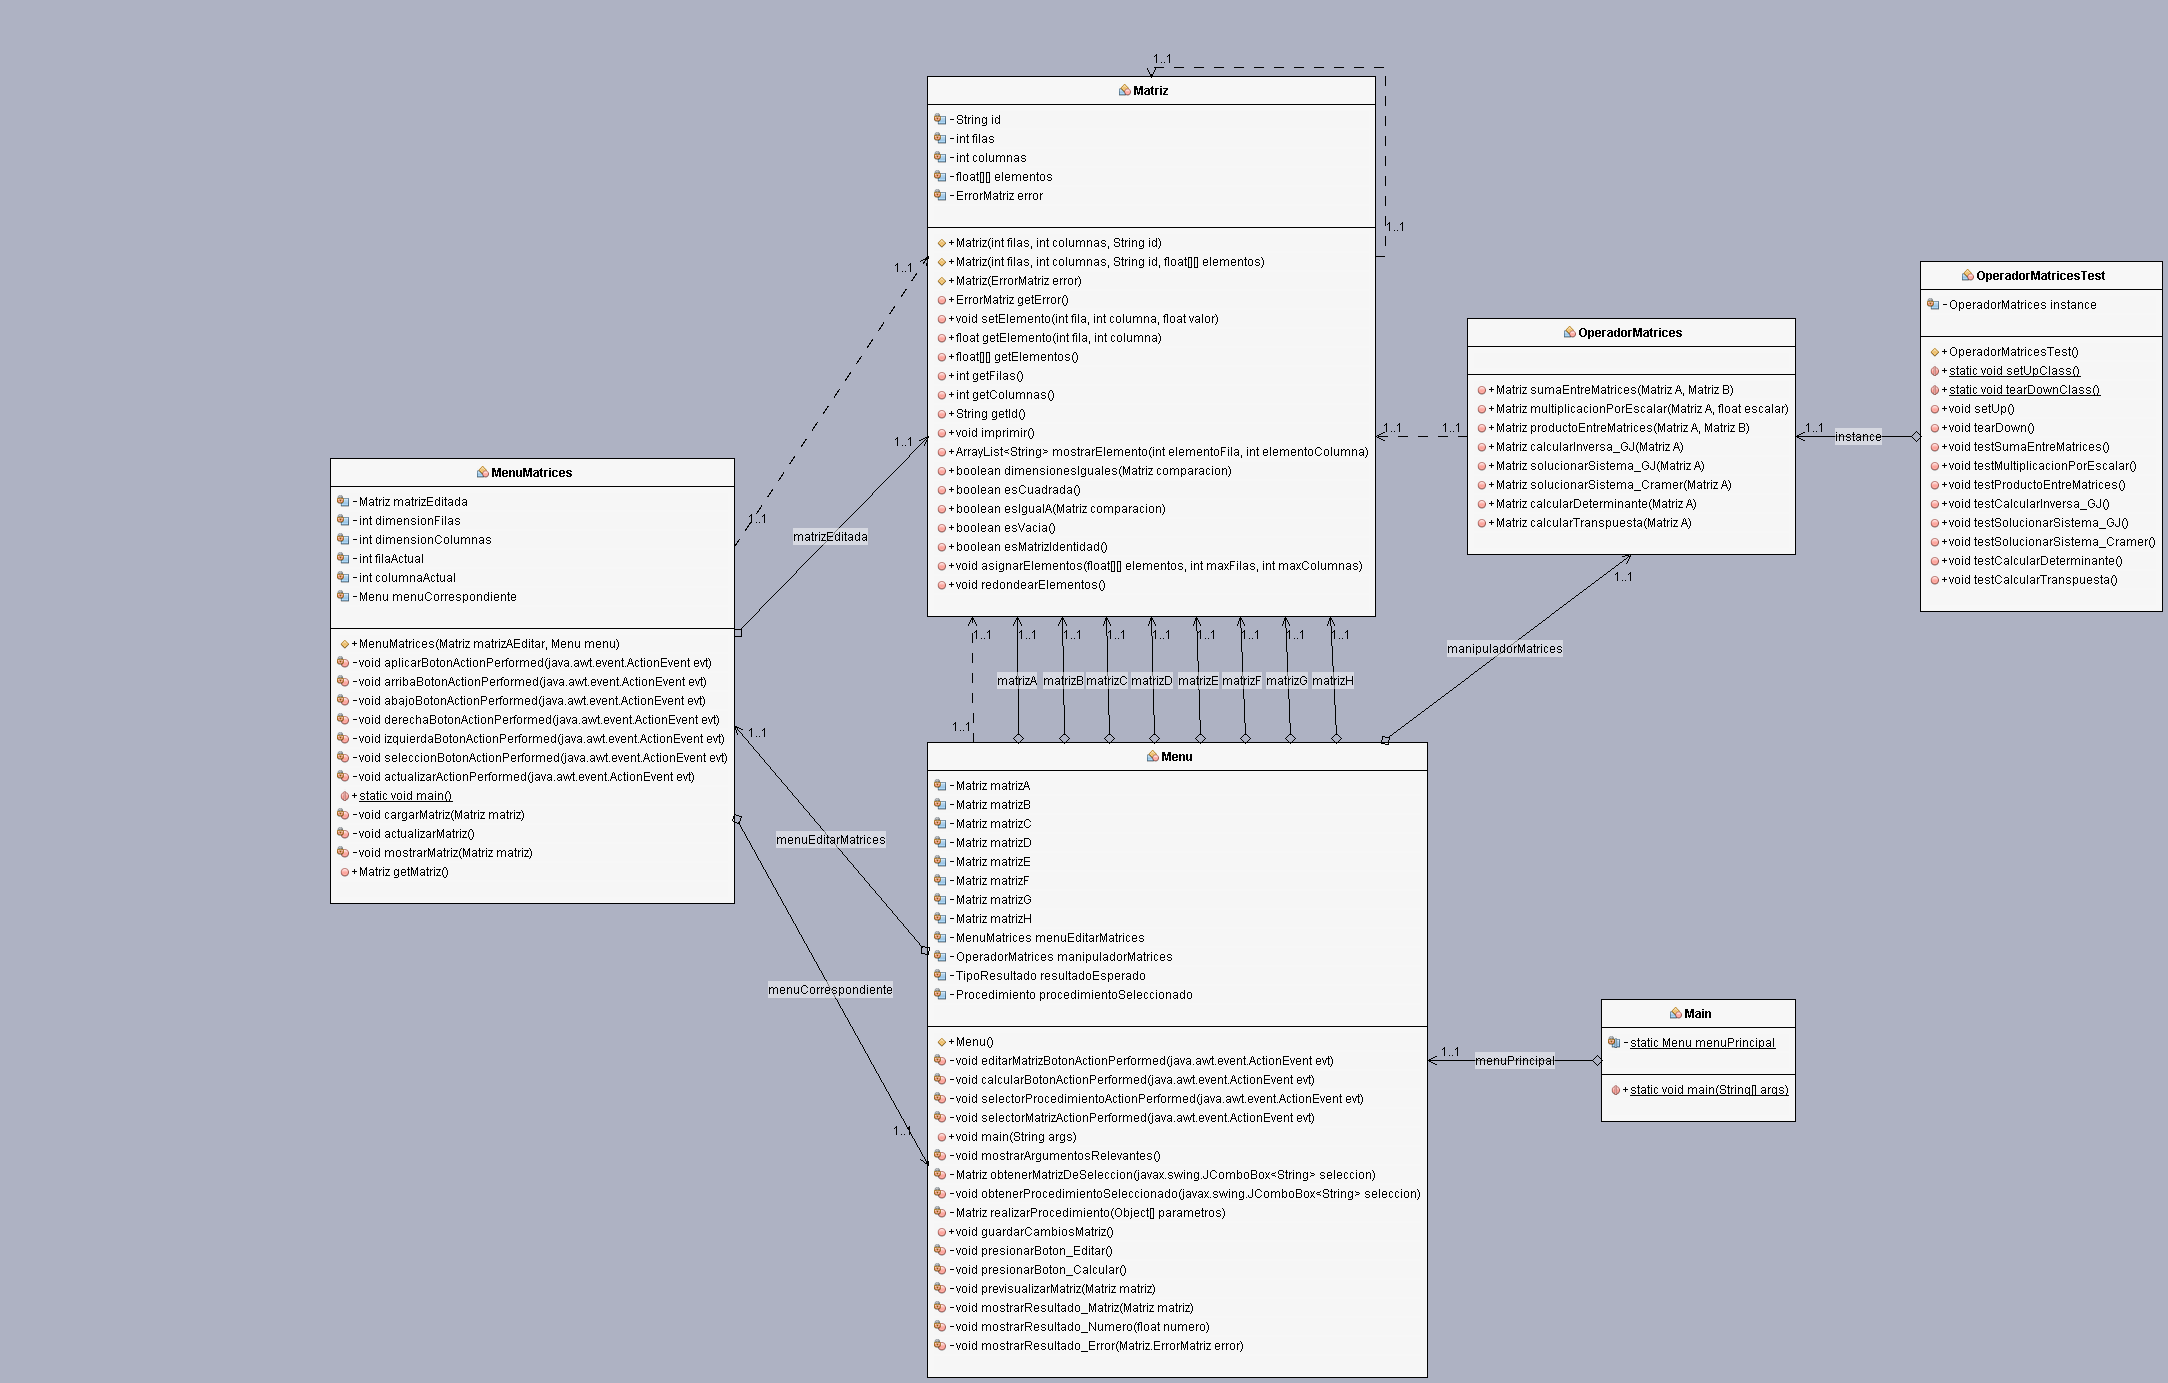 1..1
Matriz
- String id
- int filas
- int columnas
- float[][] elementos
- ErrorMatriz error
+ Matriz(int filas, int columnas, String id)
+ Matriz(int filas, int columnas, String id, float[][] elementos)
+ Matriz(ErrorMatriz error)
+ ErrorMatriz getError()
+ void setElemento(int fila, int columna, float valor)
+ float getElemento(int fila, int columna)
+ float[][] getElementos()
+ int getFilas()
+ int getColumnas()
+ String getId()
+ void imprimir()
+ ArrayList<String> mostrarElemento(int elementoFila, int elementoColumna)
+ boolean dimensionesIguales(Matriz comparacion)
+ boolean esCuadrada()
+ boolean esIgualA(Matriz comparacion)
+ boolean esVacia()
+ boolean esMatrizIdentidad()
+ void asignarElementos(float[][] elementos, int maxFilas, int maxColumnas)
+ void redondearElementos()
1..1
1..1
1..1
1..1
matrizEditada
1..1 1..1
OperadorMatrices
+ Matriz sumaEntreMatrices(Matriz A, Matriz B)
+ Matriz multiplicacionPorEscalar(Matriz A, float escalar)
+ Matriz productoEntreMatrices(Matriz A, Matriz B)
+ Matriz calcularInversa_GJ(Matriz A)
+ Matriz solucionarSistema_GJ(Matriz A)
+ Matriz solucionarSistema_Cramer(Matriz A)
+ Matriz calcularDeterminante(Matriz A)
+ Matriz calcularTranspuesta(Matriz A)
1..1
instance
OperadorMatricesTest
- OperadorMatrices instance
+ OperadorMatricesTest()
+ static void setUpClass()
+ static void tearDownClass()
+ void setUp()
+ void tearDown()
+ void testSumaEntreMatrices()
+ void testMultiplicacionPorEscalar()
+ void testProductoEntreMatrices()
+ void testCalcularInversa_GJ()
+ void testSolucionarSistema_GJ()
+ void testSolucionarSistema_Cramer()
+ void testCalcularDeterminante()
+ void testCalcularTranspuesta()
MenuMatrices
- Matriz matrizEditada
- int dimensionFilas
- int dimensionColumnas
- int filaActual
- int columnaActual
- Menu menuCorrespondiente
+ MenuMatrices(Matriz matrizAEditar, Menu menu)
- void aplicarBotonActionPerformed(java.awt.event.ActionEvent evt)
- void arribaBotonActionPerformed(java.awt.event.ActionEvent evt)
- void abajoBotonActionPerformed(java.awt.event.ActionEvent evt)
- void derechaBotonActionPerformed(java.awt.event.ActionEvent evt)
- void izquierdaBotonActionPerformed(java.awt.event.ActionEvent evt)
- void seleccionBotonActionPerformed(java.awt.event.ActionEvent evt)
- void actualizarActionPerformed(java.awt.event.ActionEvent evt)
+ static void main()
- void cargarMatriz(Matriz matriz)
- void actualizarMatriz()
- void mostrarMatriz(Matriz matriz)
+ Matriz getMatriz()
1..1 1..1 1..1 1..1 1..1 1..1 1..1 1..1 1..1
matrizA matrizB matrizC matrizD matrizE matrizF matrizG matrizH
1..1
1..1
manipuladorMatrices
1..1
menuEditarMatrices
menuCorrespondiente
1..1
Menu
- Matriz matrizA
- Matriz matrizB
- Matriz matrizC
- Matriz matrizD
- Matriz matrizE
- Matriz matrizF
- Matriz matrizG
- Matriz matrizH
- MenuMatrices menuEditarMatrices
- OperadorMatrices manipuladorMatrices
- TipoResultado resultadoEsperado
- Procedimiento procedimientoSeleccionado
+ Menu()
- void editarMatrizBotonActionPerformed(java.awt.event.ActionEvent evt)
- void calcularBotonActionPerformed(java.awt.event.ActionEvent evt)
- void selectorProcedimientoActionPerformed(java.awt.event.ActionEvent evt)
- void selectorMatrizActionPerformed(java.awt.event.ActionEvent evt)
+ void main(String args)
- void mostrarArgumentosRelevantes()
- Matriz obtenerMatrizDeSeleccion(javax.swing.JComboBox<String> seleccion)
- void obtenerProcedimientoSeleccionado(javax.swing.JComboBox<String> seleccion)
- Matriz realizarProcedimiento(Object[] parametros)
+ void guardarCambiosMatriz()
- void presionarBoton_Editar()
- void presionarBoton_Calcular()
- void previsualizarMatriz(Matriz matriz)
- void mostrarResultado_Matriz(Matriz matriz)
- void mostrarResultado_Numero(float numero)
- void mostrarResultado_Error(Matriz.ErrorMatriz error)
1..1
menuPrincipal
Main
- static Menu menuPrincipal
+ static void main(String[] args)